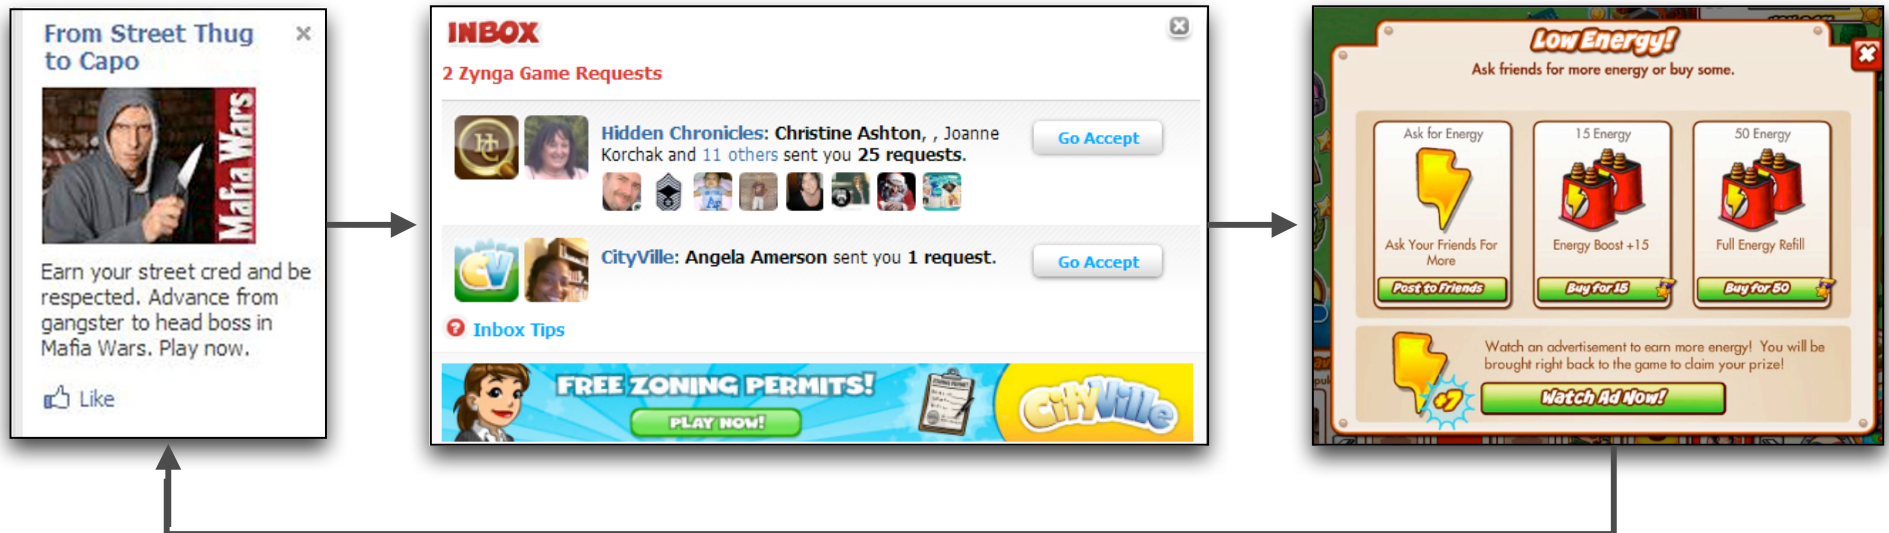 From Street Thug
to Capo
Mafia Wars
Earn your street cred and be
respected. Advance from
gangster to head boss in
Mafia Wars. Play now.
Like
INBOX
2 Zynga Game Requests
HC
Hidden Chronicles: Christine Ashton, , Joanne
Korchak and 11 others sent you 25 requests.
Go Accept
CV
CityVille: Angela Amerson sent you 1 request.
Go Accept
? Inbox Tips
FREE ZONING PERMITS!
PLAY NOW!
CityVille
Low Energy!
Ask friends for more energy or buy some.
Ask for Energy
Ask Your Friends For
More
Post to Friends
15 Energy
Energy Boost +15
Buy for 15
50 Energy
Full Energy Refill
Buy for 50
Watch an advertisement to earn more energy! You will be
brought right back to the game to claim your prize!
+7
Watch Ad Now!